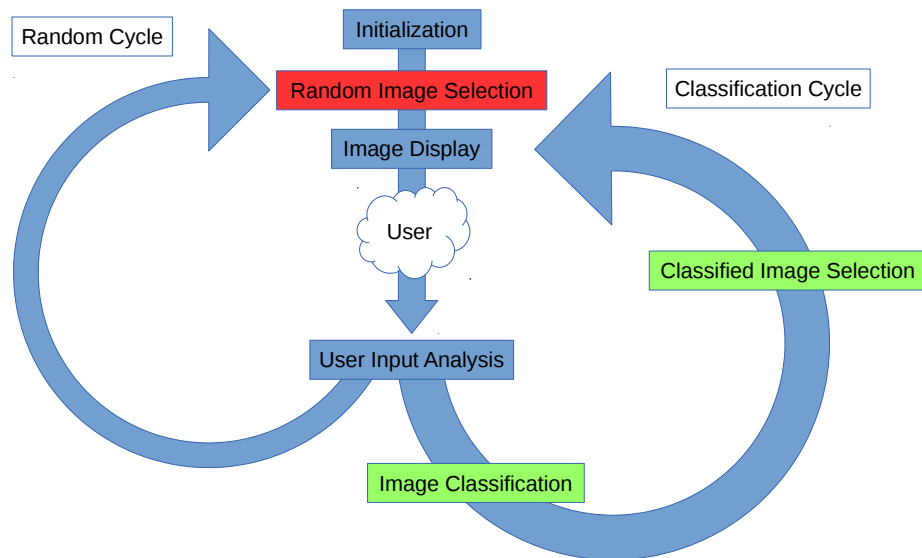 Initialization
Random Cycle
Random Image Selection
Classification Cycle
Image Display
User
Classified Image Selection
User Input Analysis
Image Classification